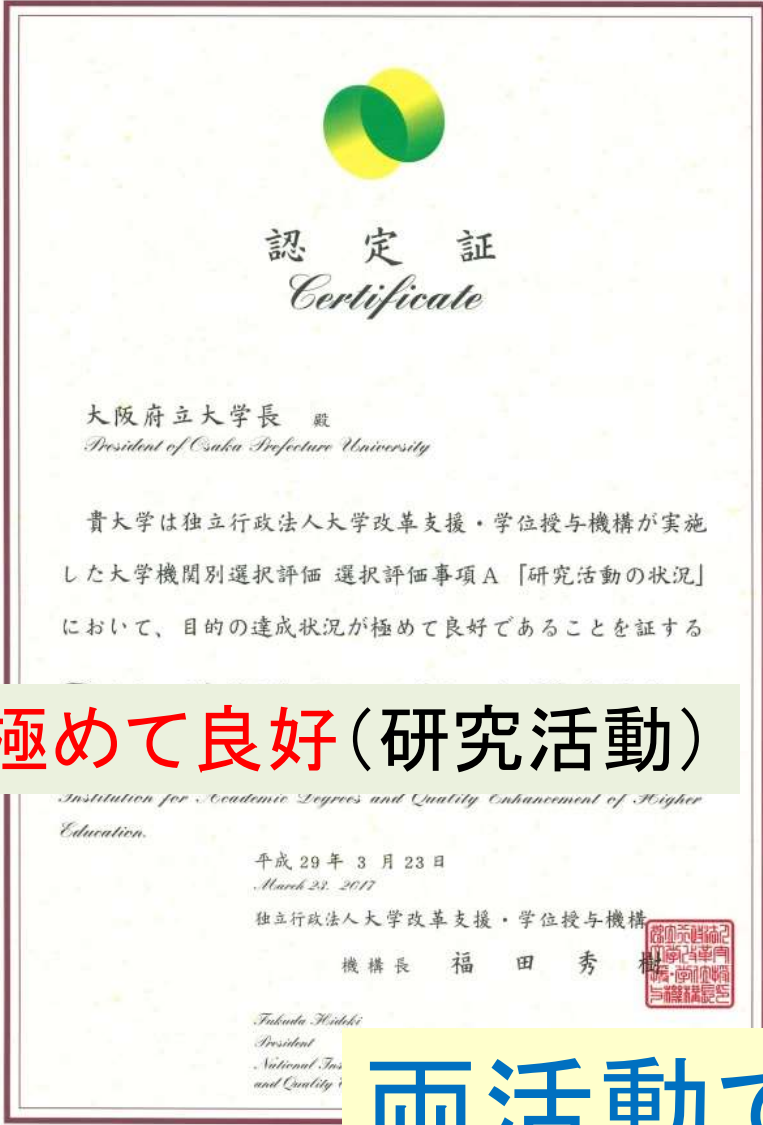 認 定 証
Certificate
大阪府立大学長 殿
President of Osaka Prefecture University
貴大学は独立行政法人大学改革支援・学位授与機構が実施
した大学機関別選択評価 選択評価事項A「研究活動の状況」
において、目的の達成状況が極めて良好であることを証する
極めて良好(研究活動)
Institution for Academic Degrees and Quality Enhancement of Higher
Education.
平成 29 年 3 月 23 日
March 23. 2017
独立行政法人大学改革支援・学位授与機構
機構長 福 田 秀 樹
Fukuda Hideki
President
National
and Quality
両活動で